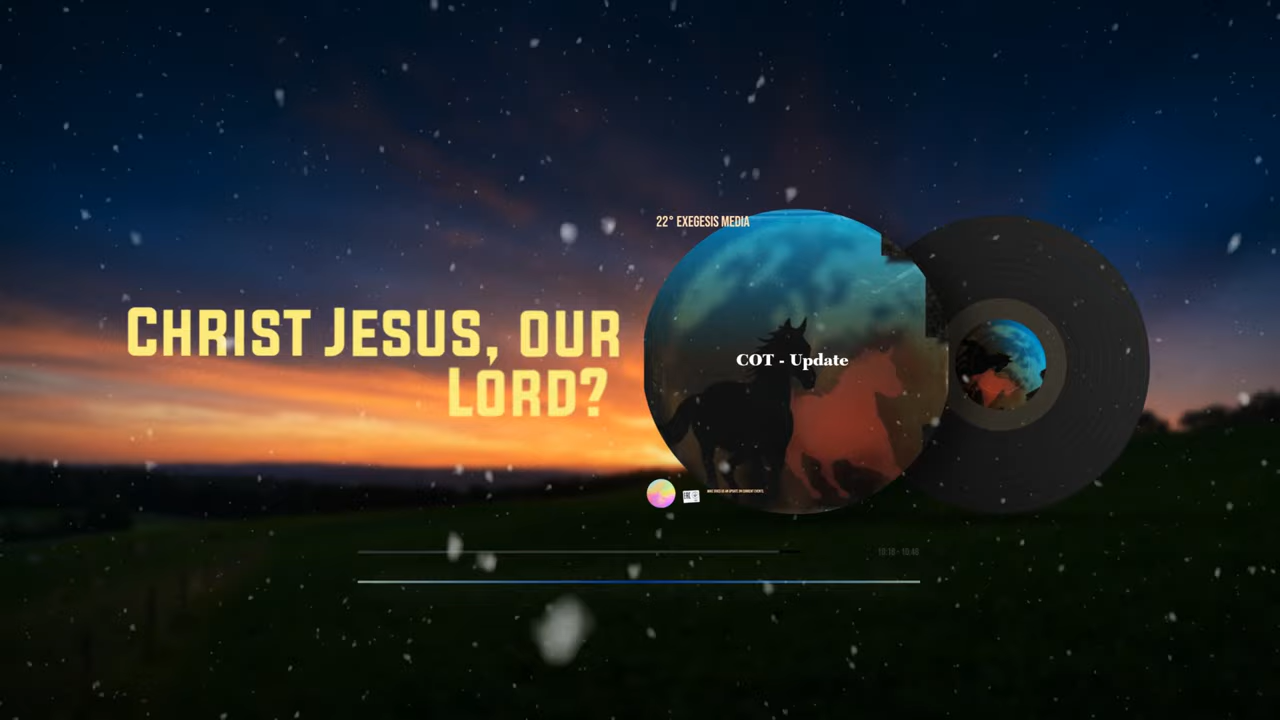 22° EXEGESIS MEDIA
CHRIST JESUS, OUR
LORD?
COT - Update